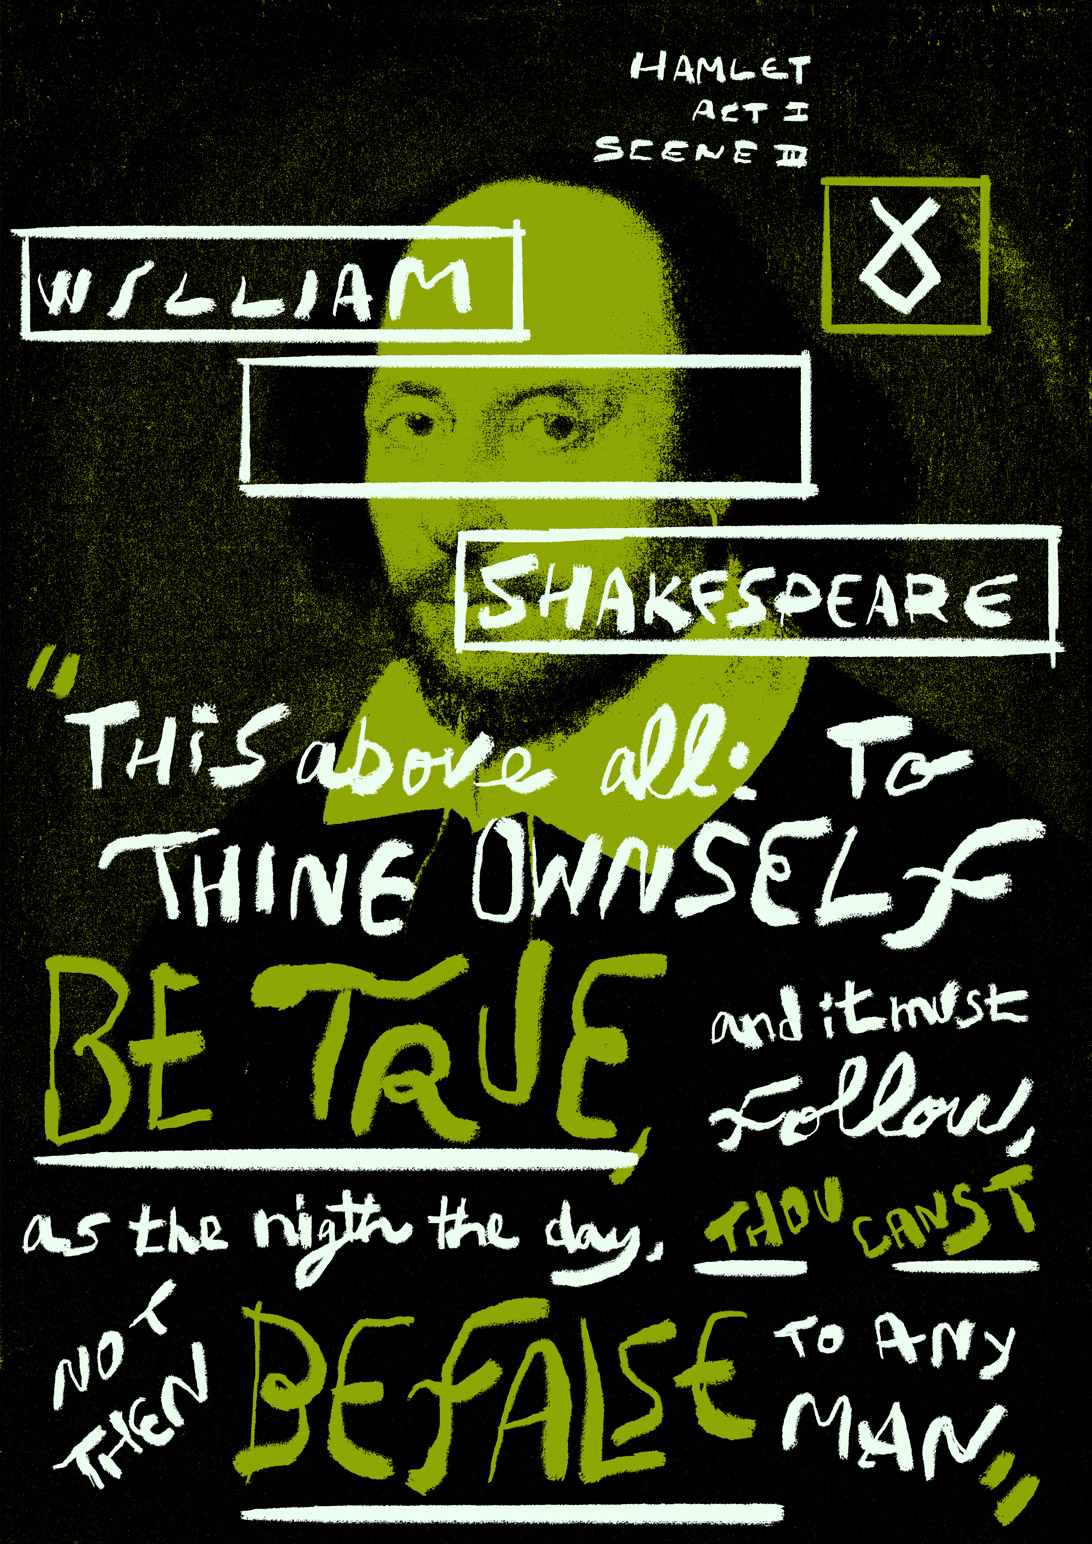 HAMLET
ACT I
SCENE III
WILLIAM
SHAKESPEARE
"THiS above all: To
THINE OWNSELF
BE TRUE,
and it must
Follow,
as the nigth the day,
THOU CANST
NOT
THEN
BE FALSE
TO ANY
MAN"